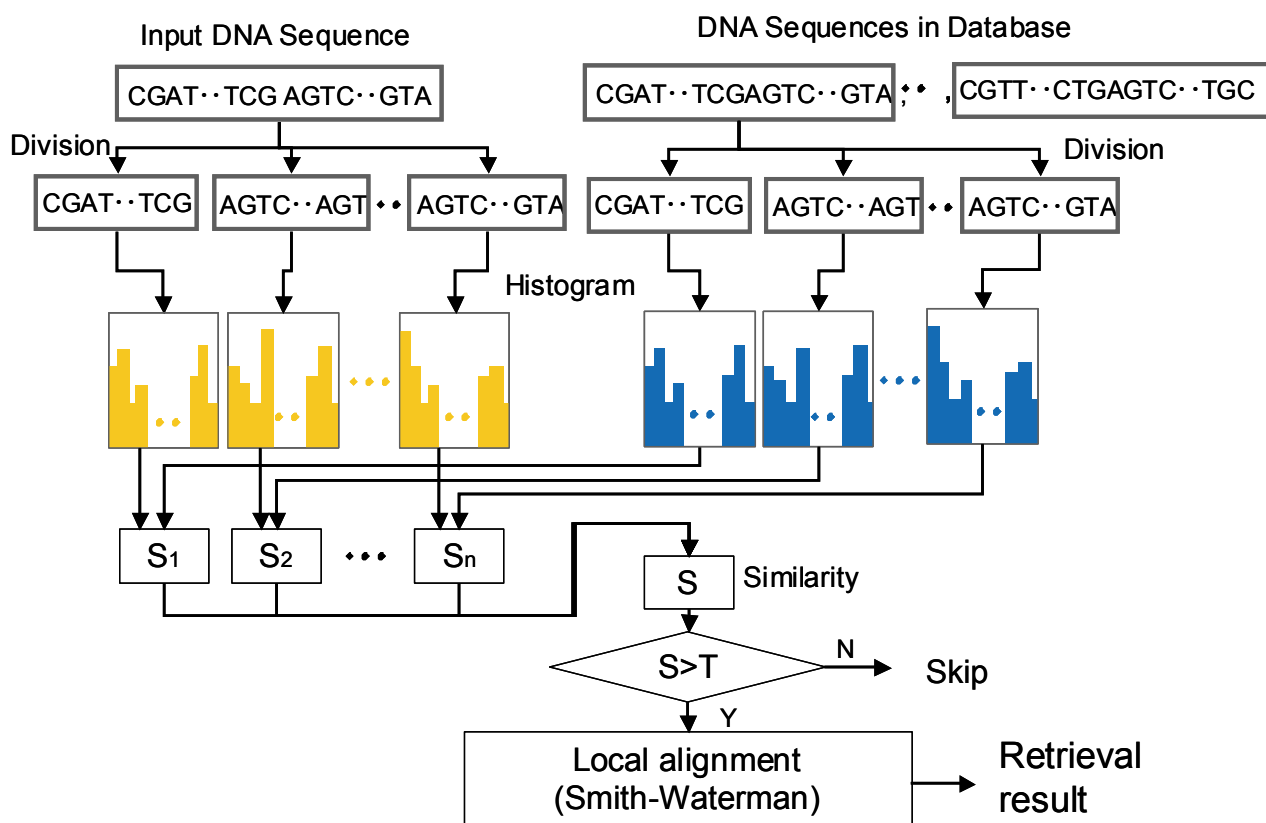 Input DNA Sequence
DNA Sequences in Database
CGAT··TCG AGTC··GTA
CGAT··TCGAGTC··GTA
,·· ,
CGTT··CTGAGTC··TGC
Division
Division
CGAT··TCG
AGTC··AGT
··
AGTC··GTA
CGAT··TCG
AGTC··AGT
··
AGTC··GTA
Histogram
··
··
···
··
··
··
···
··
S1
S2
···
Sn
S
Similarity
S>T
N
Skip
Y
Local alignment
(Smith-Waterman)
Retrieval
result